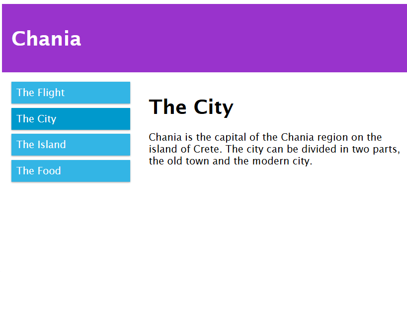 Chania
The Flight
The City
The Island
The Food
The City
Chania is the capital of the Chania region on the
island of Crete. The city can be divided in two parts,
the old town and the modern city.